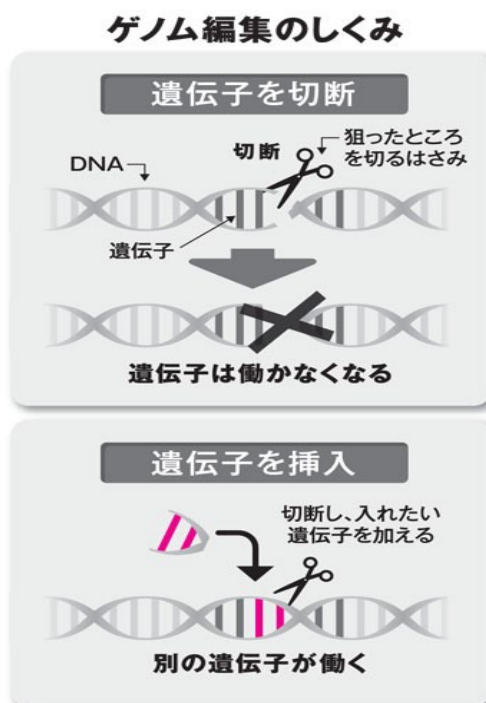 ゲノム編集のしくみ
遺伝子を切断
狙ったところ
を切るはさみ
切断
DNA
遺伝子
遺伝子は働かなくなる
遺伝子を挿入
切断し、入れたい
遺伝子を加える
別の遺伝子が働く